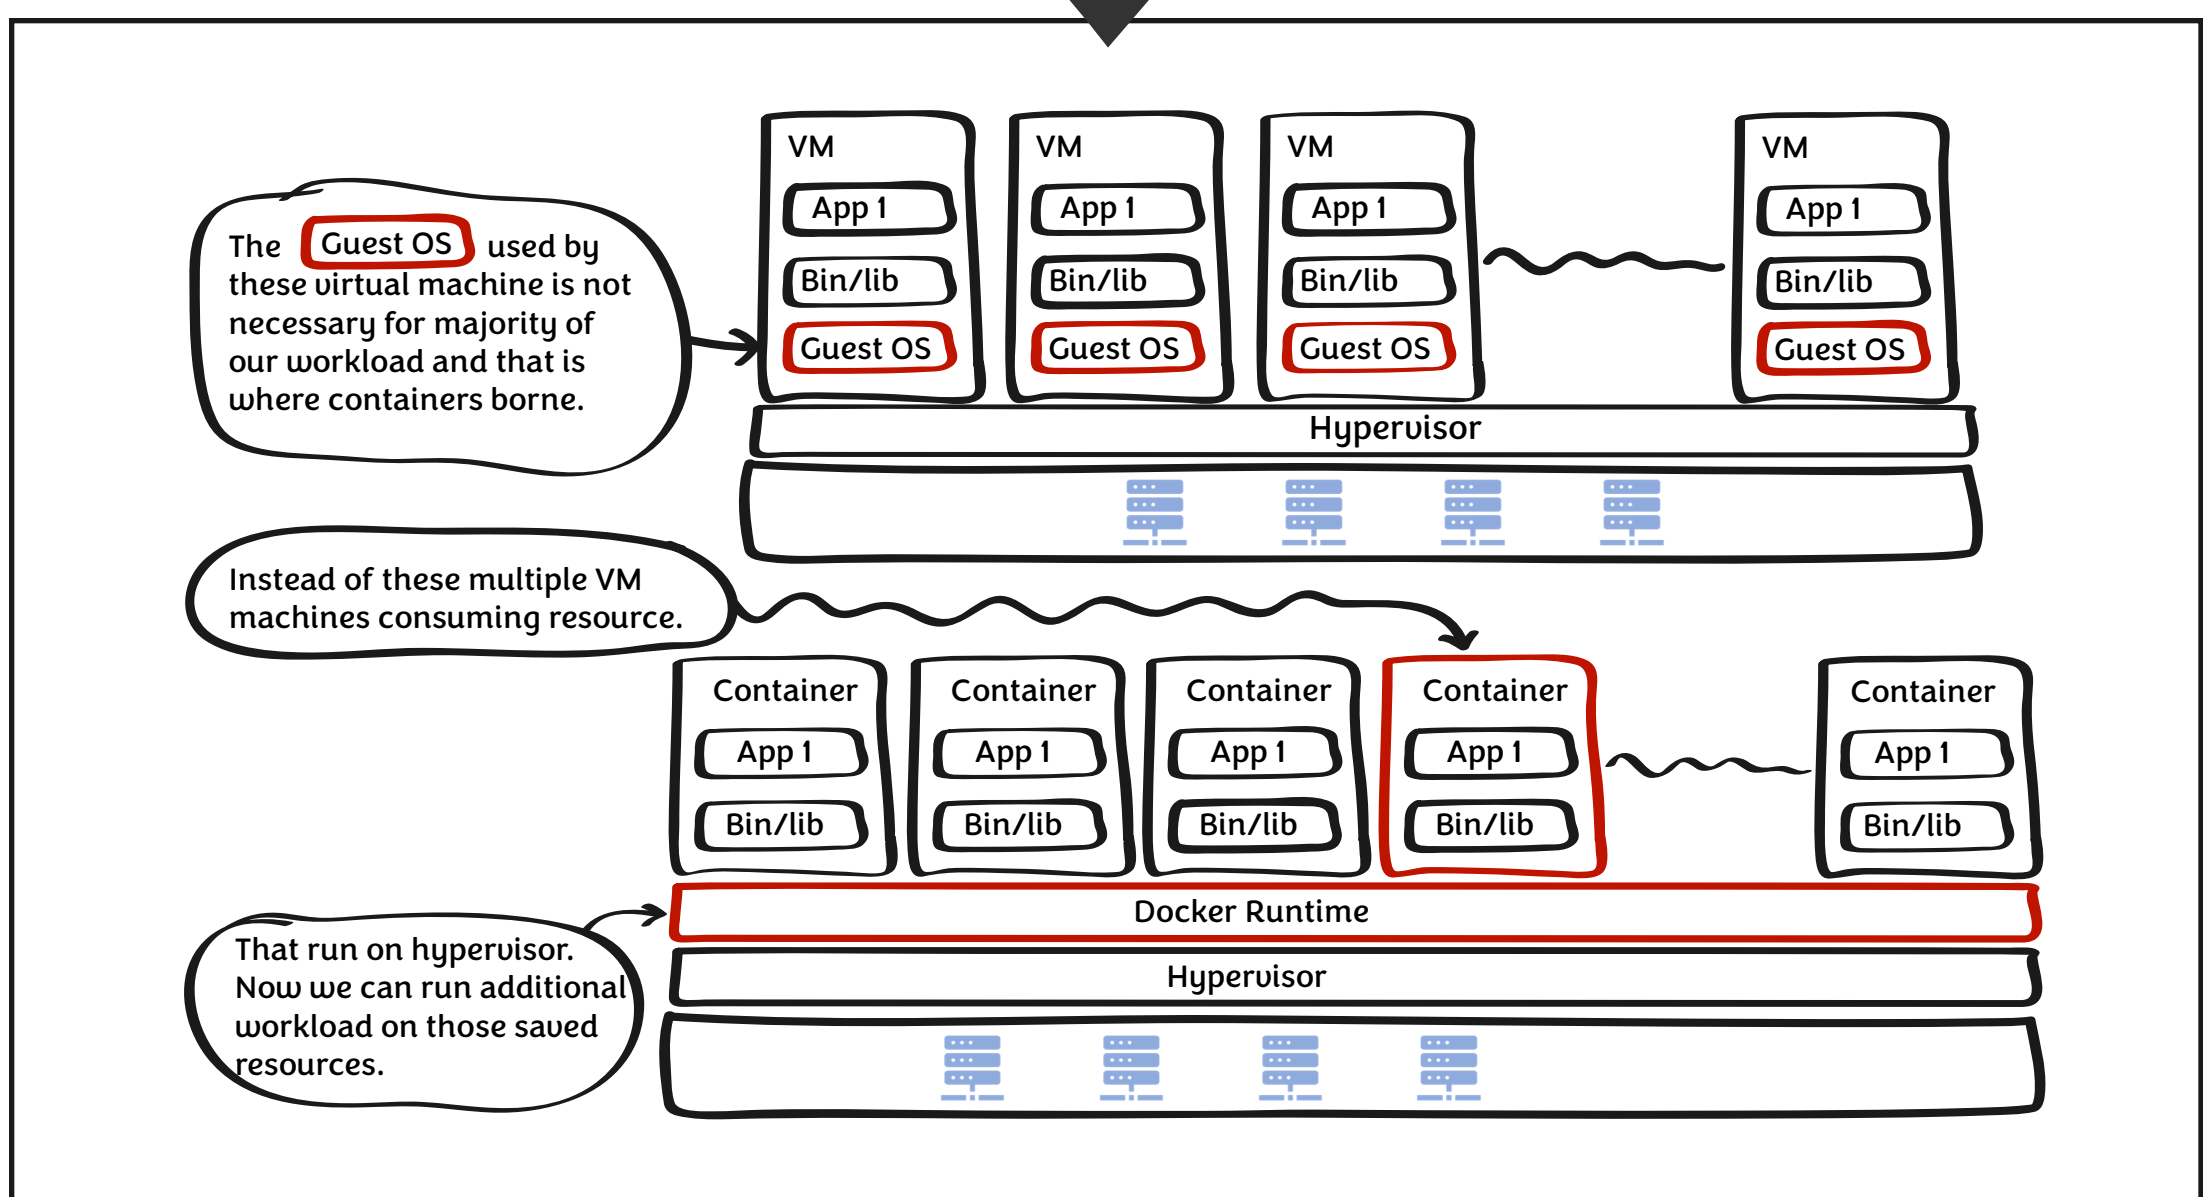 VM
App 1
Bin/lib
Guest OS
VM
App 1
Bin/lib
Guest OS
VM
App 1
Bin/lib
Guest OS
VM
App 1
Bin/lib
Guest OS
The Guest OS used by
these virtual machine is not
necessary for majority of
our workload and that is
where containers borne.
Hypervisor
Instead of these multiple VM
machines consuming resource.
Container
App 1
Bin/lib
Container
App 1
Bin/lib
Container
App 1
Bin/lib
Container
App 1
Bin/lib
Container
App 1
Bin/lib
Docker Runtime
That run on hypervisor.
Now we can run additional
workload on those saved
resources.
Hypervisor